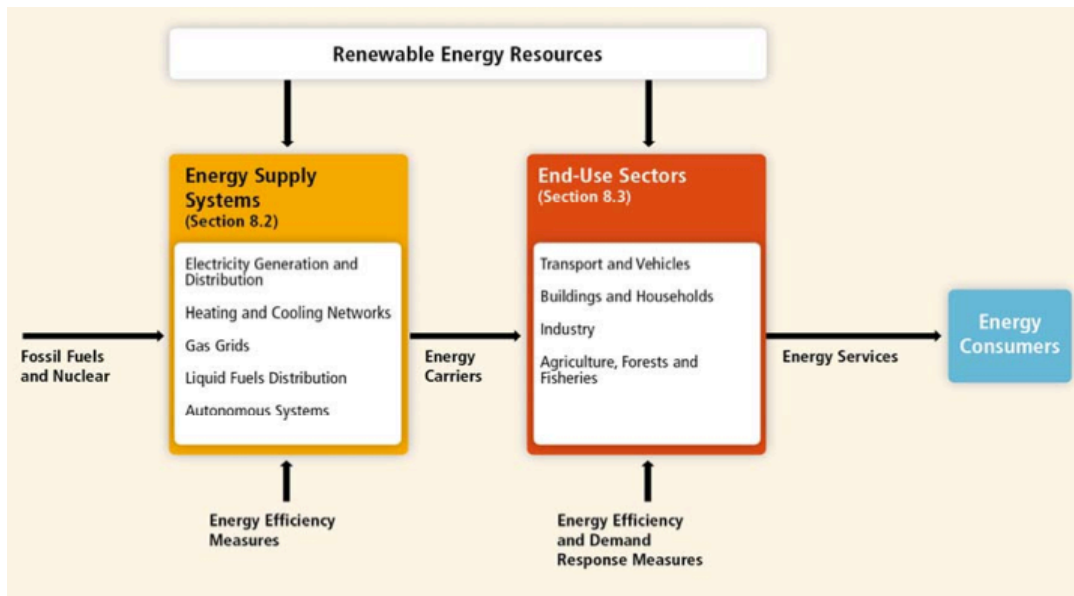 Renewable Energy Resources
Energy Supply
Systems
(Section 8.2)
Electricity Generation and
Distribution
Heating and Cooling Networks
Gas Grids
Liquid Fuels Distribution
Autonomous Systems
End-Use Sectors
(Section 8.3)
Transport and Vehicles
Buildings and Households
Industry
Agriculture, Forests and
Fisheries
Energy
Consumers
Fossil Fuels
and Nuclear
Energy
Carriers
Energy Services
Energy Efficiency
Measures
Energy Efficiency
and Demand
Response Measures